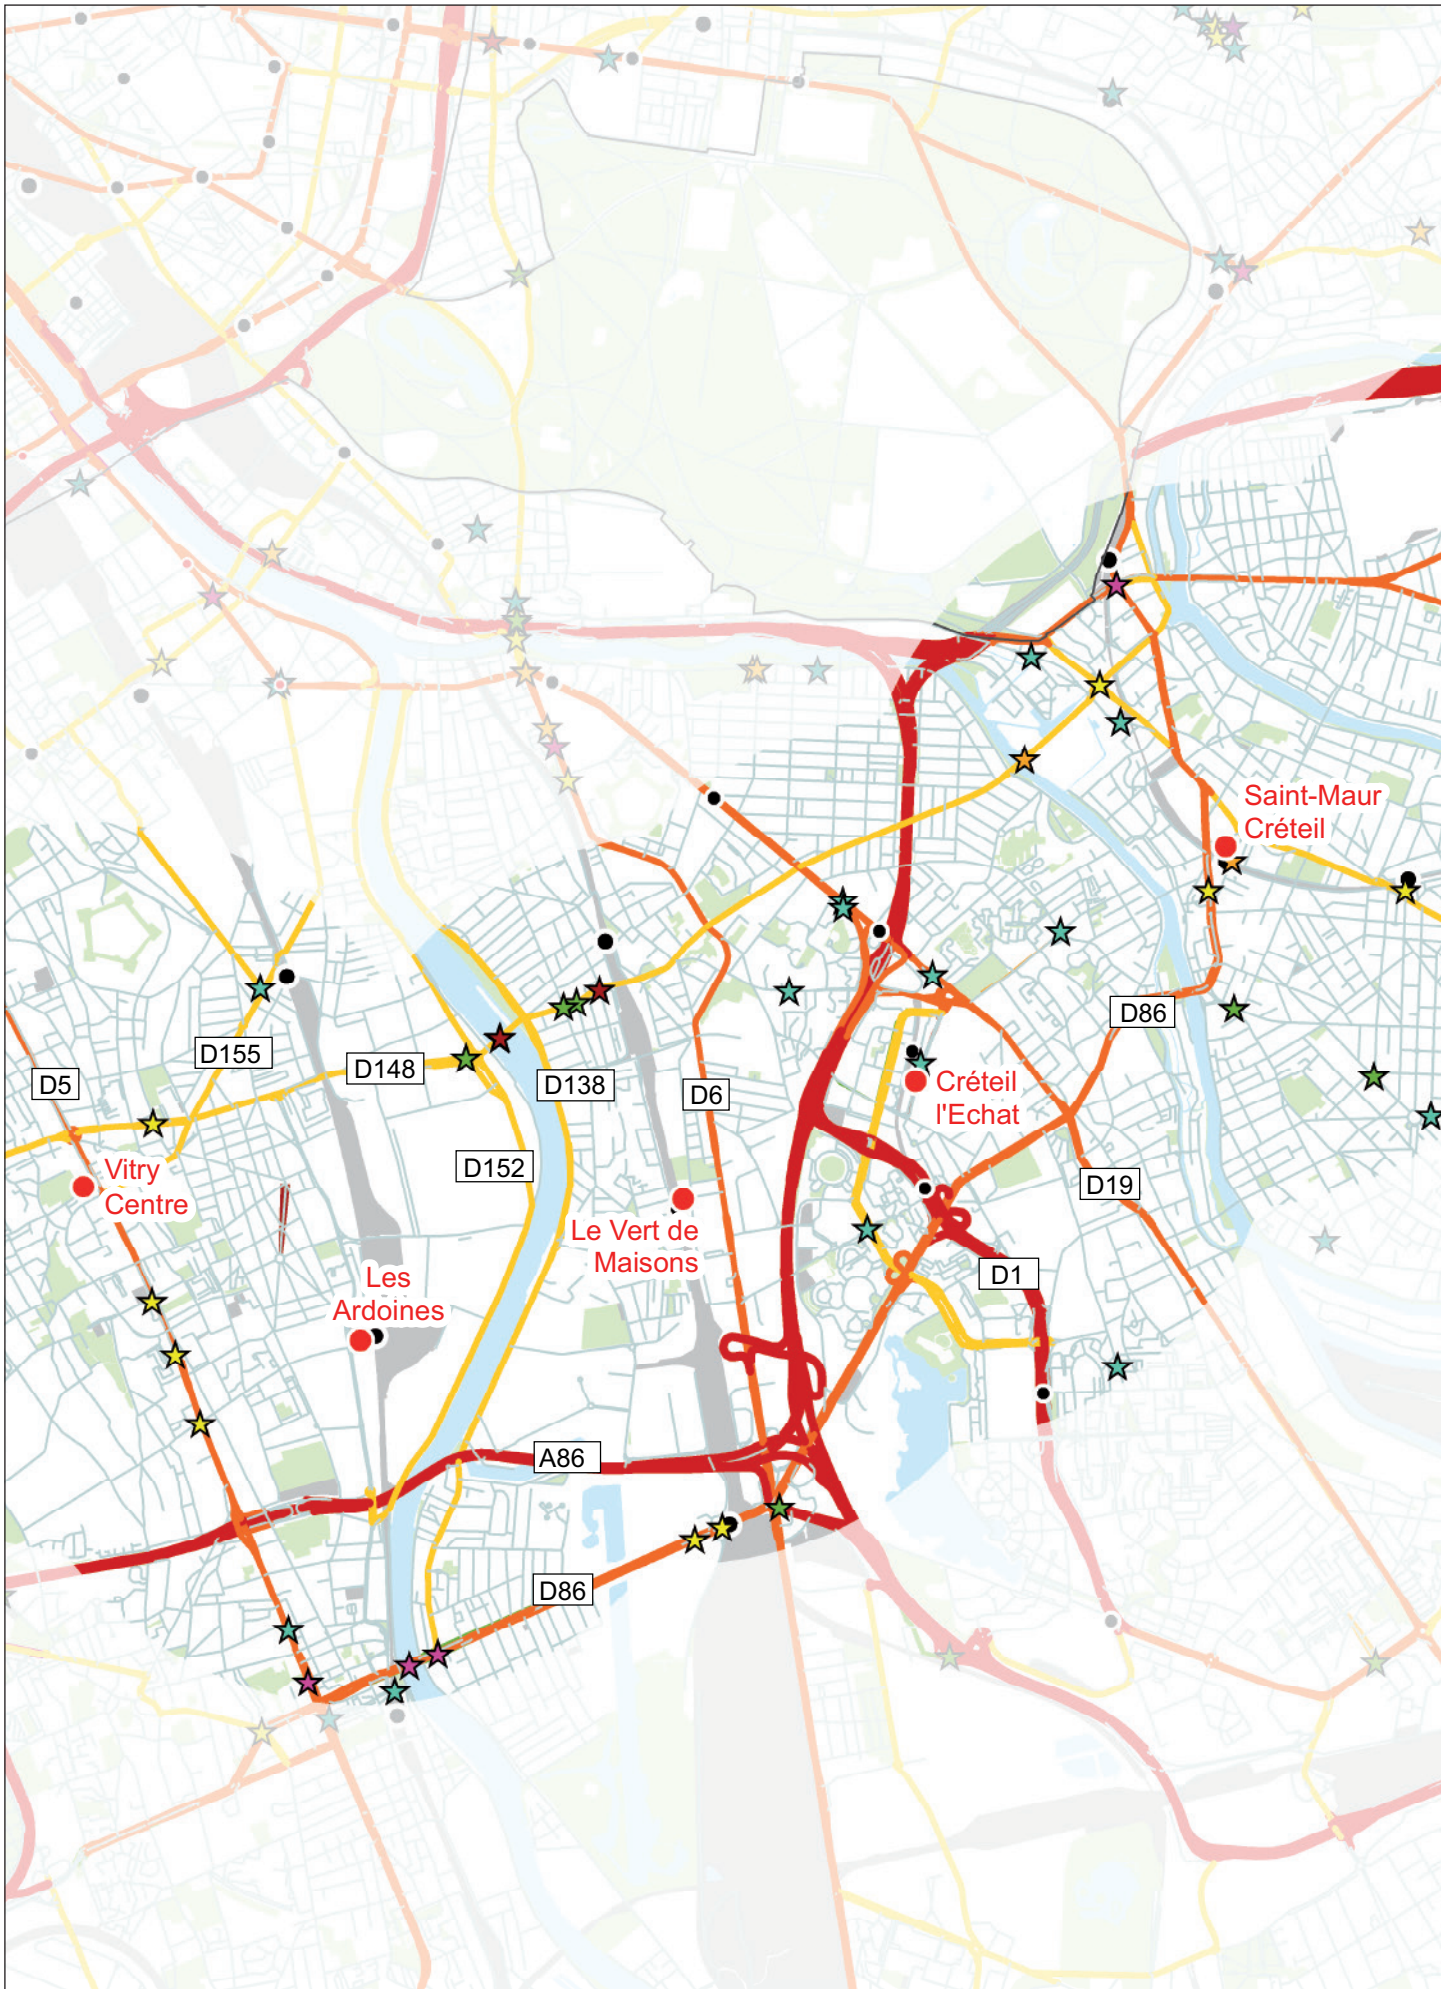 Saint-Maur
Créteil
D86
D155
D148
D5
D138
D6
Créteil
l'Echat
Vitry
Centre
D152
D19
Le Vert de
Maisons
Les
Ardoines
D1
A86
D86